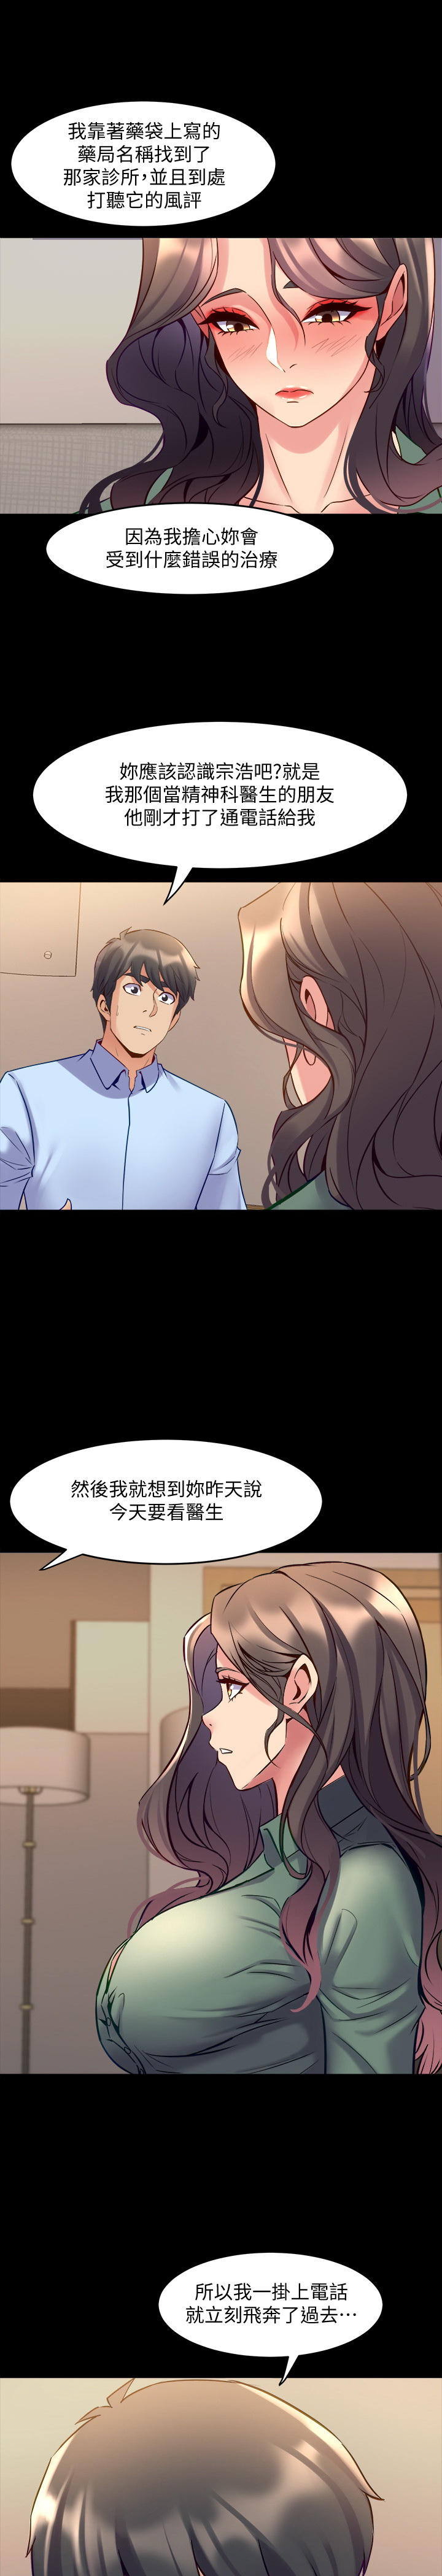 我靠著藥袋上寫的
藥局名稱找到了
那家診所,並且到處
打聽它的風評
因為我擔心妳會
受到什麼錯誤的治療
妳應該認識宗浩吧?就是
我那個當精神科醫生的朋友
他剛才打了通電話給我
然後我就想到妳昨天說
今天要看醫生
所以我一掛上電話
就立刻飛奔了過去…